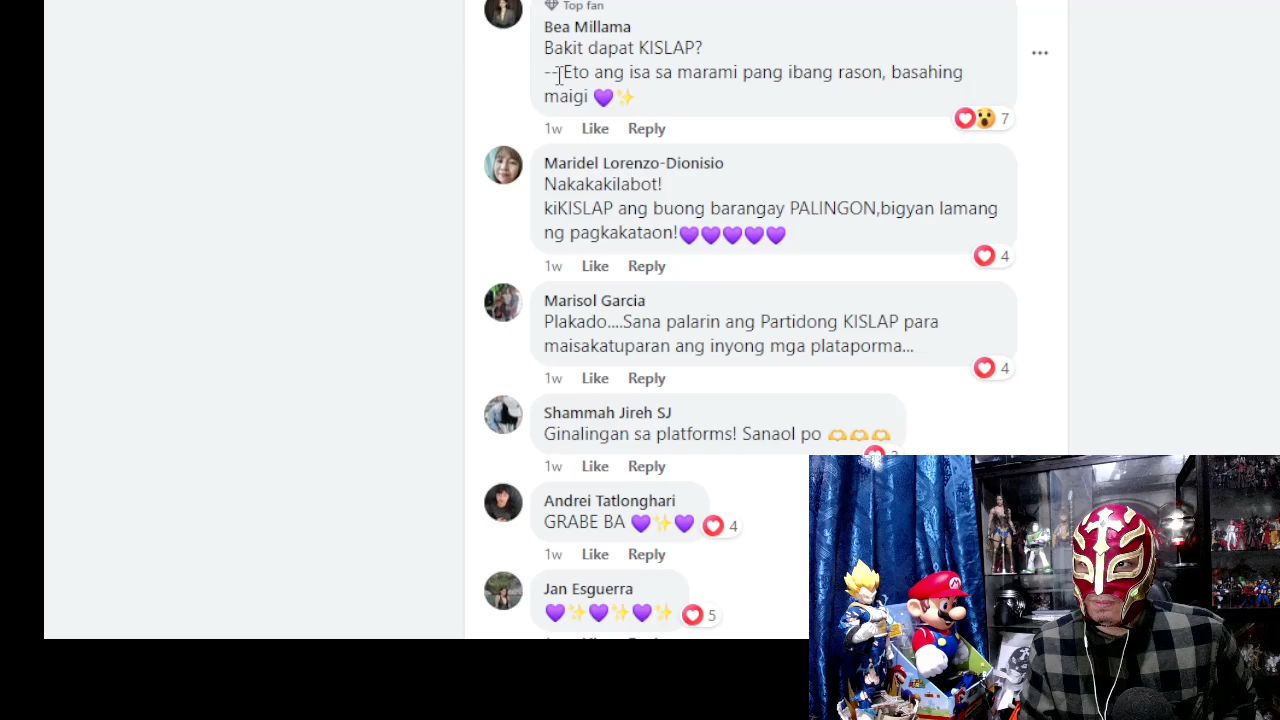 Top fan
Bea Millama
Bakit dapat KISLAP?
--Eto ang isa sa marami pang ibang rason, basahing
maigi 💜✨
7
1w Like Reply
Maridel Lorenzo-Dionisio
Nakakakilabot!
kiKISLAP ang buong barangay PALINGON,bigyan lamang
ng pagkakataon!💜💜💜💜💜
4
1w Like Reply
Marisol Garcia
Plakado....Sana palarin ang Partidong KISLAP para
maisakatuparan ang inyong mga plataporma...
4
1w Like Reply
Shammah Jireh SJ
Ginalingan sa platforms! Sanaol po 🫶🫶🫶
1w Like Reply
Andrei Tatlonghari
GRABE BA 💜✨💜
4
1w Like Reply
Jan Esguerra
💜✨💜✨💜✨
5
M